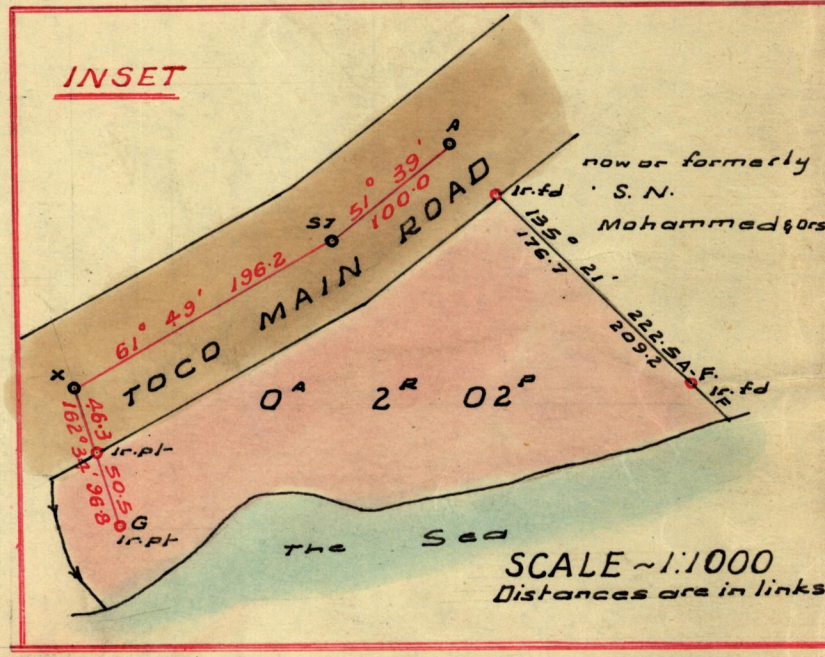 INSET
A
51° 39'
100.0
S7
now or formerly
S. N.
Mohammed & Ors
Ir. fd
135° 21'
176.7
61° 49' 196.2
TOCO MAIN ROAD
222.5 A-F.
209.2
Ir. fd
F
X
0ᴬ 2ᴿ 02ᴾ
46.3
Ir. pl-
162° 34' 96.8
50.5
G
Ir. pl-
The Sea
SCALE ~ 1:1000
Distances are in links